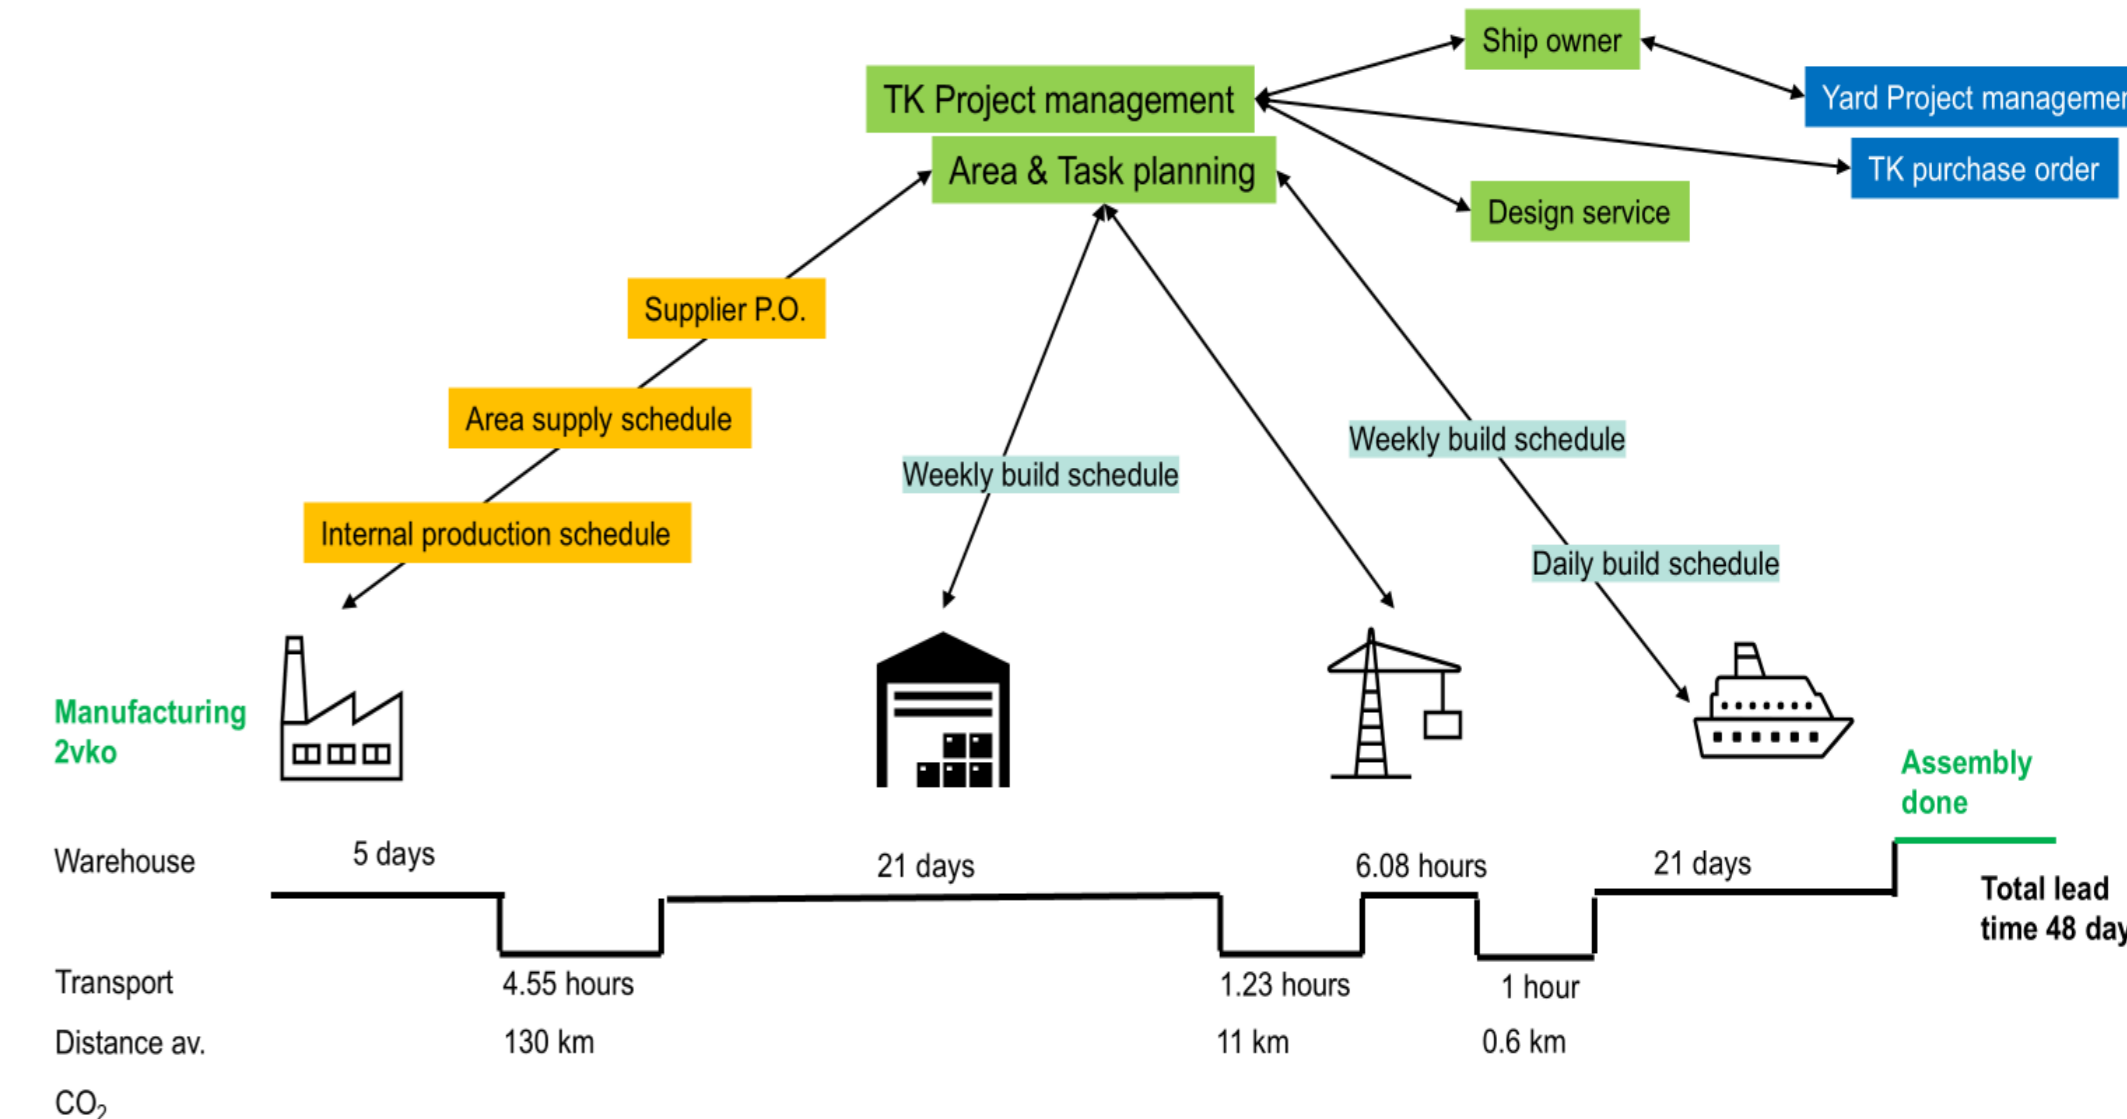 Ship owner
TK Project management
Yard Project managemen
Area & Task planning
TK purchase order
Design service
Supplier P.O.
Area supply schedule
Weekly build schedule
Weekly build schedule
Internal production schedule
Daily build schedule
Manufacturing
2vko
Assembly
done
Warehouse
5 days
21 days
6.08 hours
21 days
Total lead
time 48 day
Transport
4.55 hours
1.23 hours
1 hour
Distance av.
130 km
11 km
0.6 km
CO₂